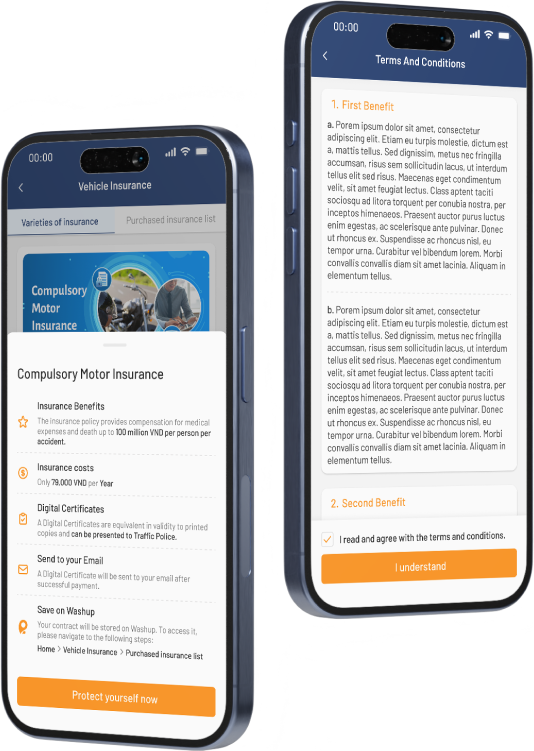 00:00
Vehicle Insurance
Varieties of insurance
Purchased insurance list
Compulsory
Motor
Insurance
Compulsory Motor Insurance
Insurance Benefits
The insurance policy provides compensation for medical
expenses and death up to 100 million VND per person per
accident.
Insurance costs
Only 79,000 VND per Year
Digital Certificates
A Digital Certificates are equivalent in validity to printed
copies and can be presented to Traffic Police.
Send to your Email
A Digital Certificate will be sent to your email after
successful payment.
Save on Washup
Your contract will be stored on Washup. To access it,
please navigate to the following steps:
Home > Vehicle Insurance > Purchased insurance list
Protect yourself now
00:00
Terms And Conditions
1. First Benefit
a. Porem ipsum dolor sit amet, consectetur
adipiscing elit. Etiam eu turpis molestie, dictum est
a, mattis tellus. Sed dignissim, metus nec fringilla
accumsan, risus sem sollicitudin lacus, ut interdum
tellus elit sed risus. Maecenas eget condimentum
velit, sit amet feugiat lectus. Class aptent taciti
sociosqu ad litora torquent per conubia nostra, per
inceptos himenaeos. Praesent auctor purus luctus
enim egestas, ac scelerisque ante pulvinar. Donec
ut rhoncus ex. Suspendisse ac rhoncus nisl, eu
tempor urna. Curabitur vel bibendum lorem. Morbi
convallis convallis diam sit amet lacinia. Aliquam in
elementum tellus.
b. Porem ipsum dolor sit amet, consectetur
adipiscing elit. Etiam eu turpis molestie, dictum est
a, mattis tellus. Sed dignissim, metus nec fringilla
accumsan, risus sem sollicitudin lacus, ut interdum
tellus elit sed risus. Maecenas eget condimentum
velit, sit amet feugiat lectus. Class aptent taciti
sociosqu ad litora torquent per conubia nostra, per
inceptos himenaeos. Praesent auctor purus luctus
enim egestas, ac scelerisque ante pulvinar. Donec
ut rhoncus ex. Suspendisse ac rhoncus nisl, eu
tempor urna. Curabitur vel bibendum lorem. Morbi
convallis convallis diam sit amet lacinia. Aliquam in
elementum tellus.
2. Second Benefit
I read and agree with the terms and conditions.
I understand